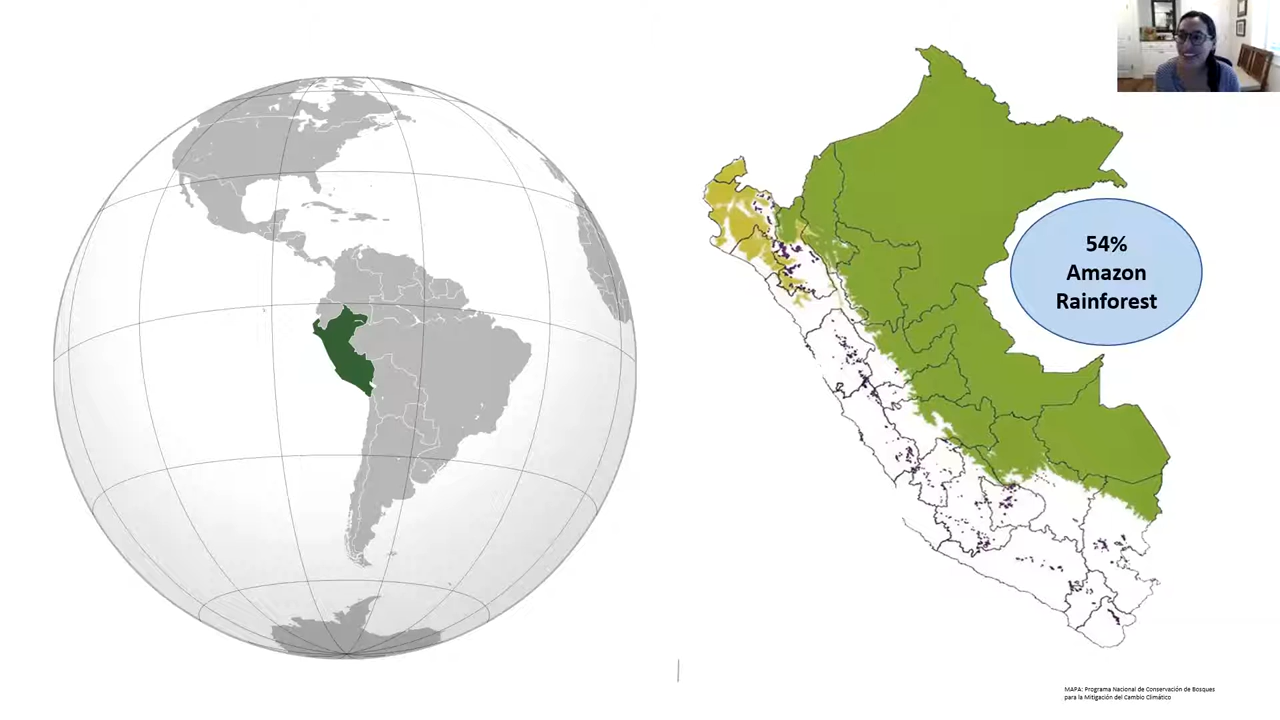 54%
Amazon
Rainforest
MAPA: Programa Nacional de Conservación de Bosques
para la Mitigación del Cambio Climático